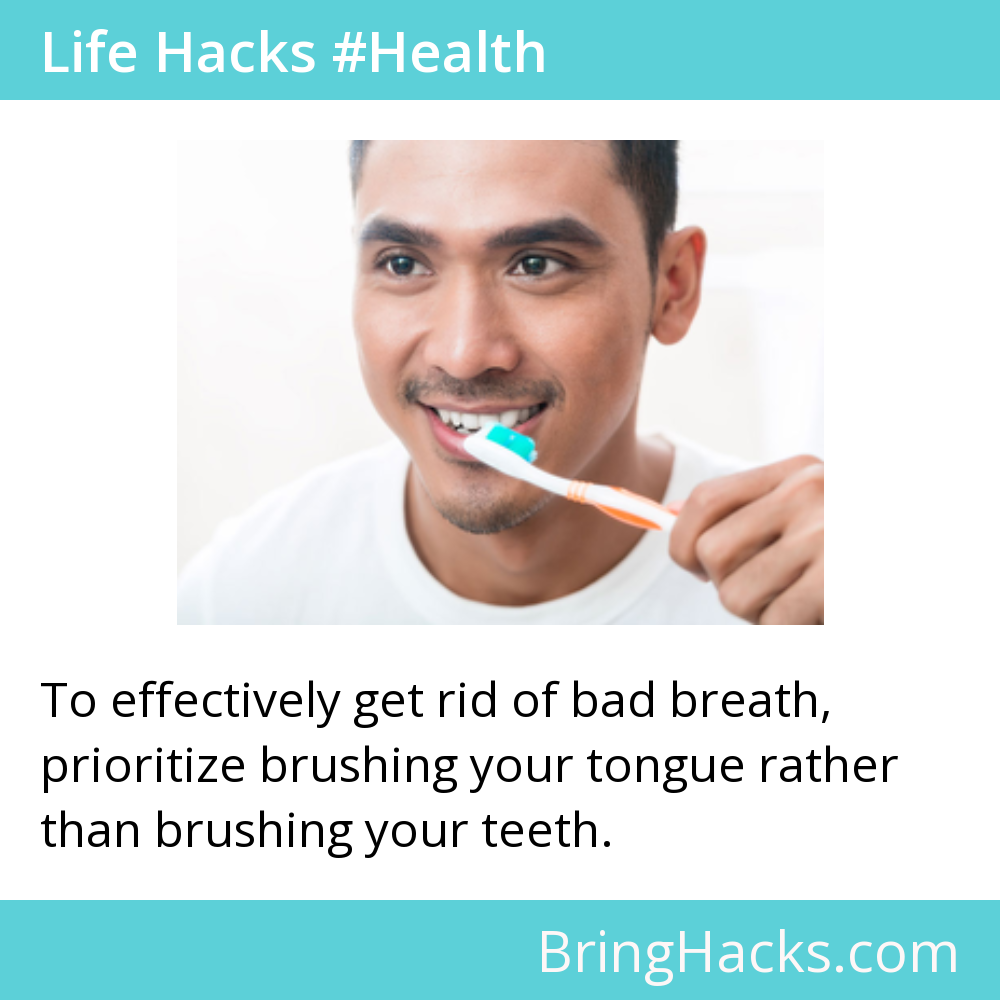 Life Hacks #Health
To effectively get rid of bad breath,
prioritize brushing your tongue rather
than brushing your teeth.
BringHacks.com